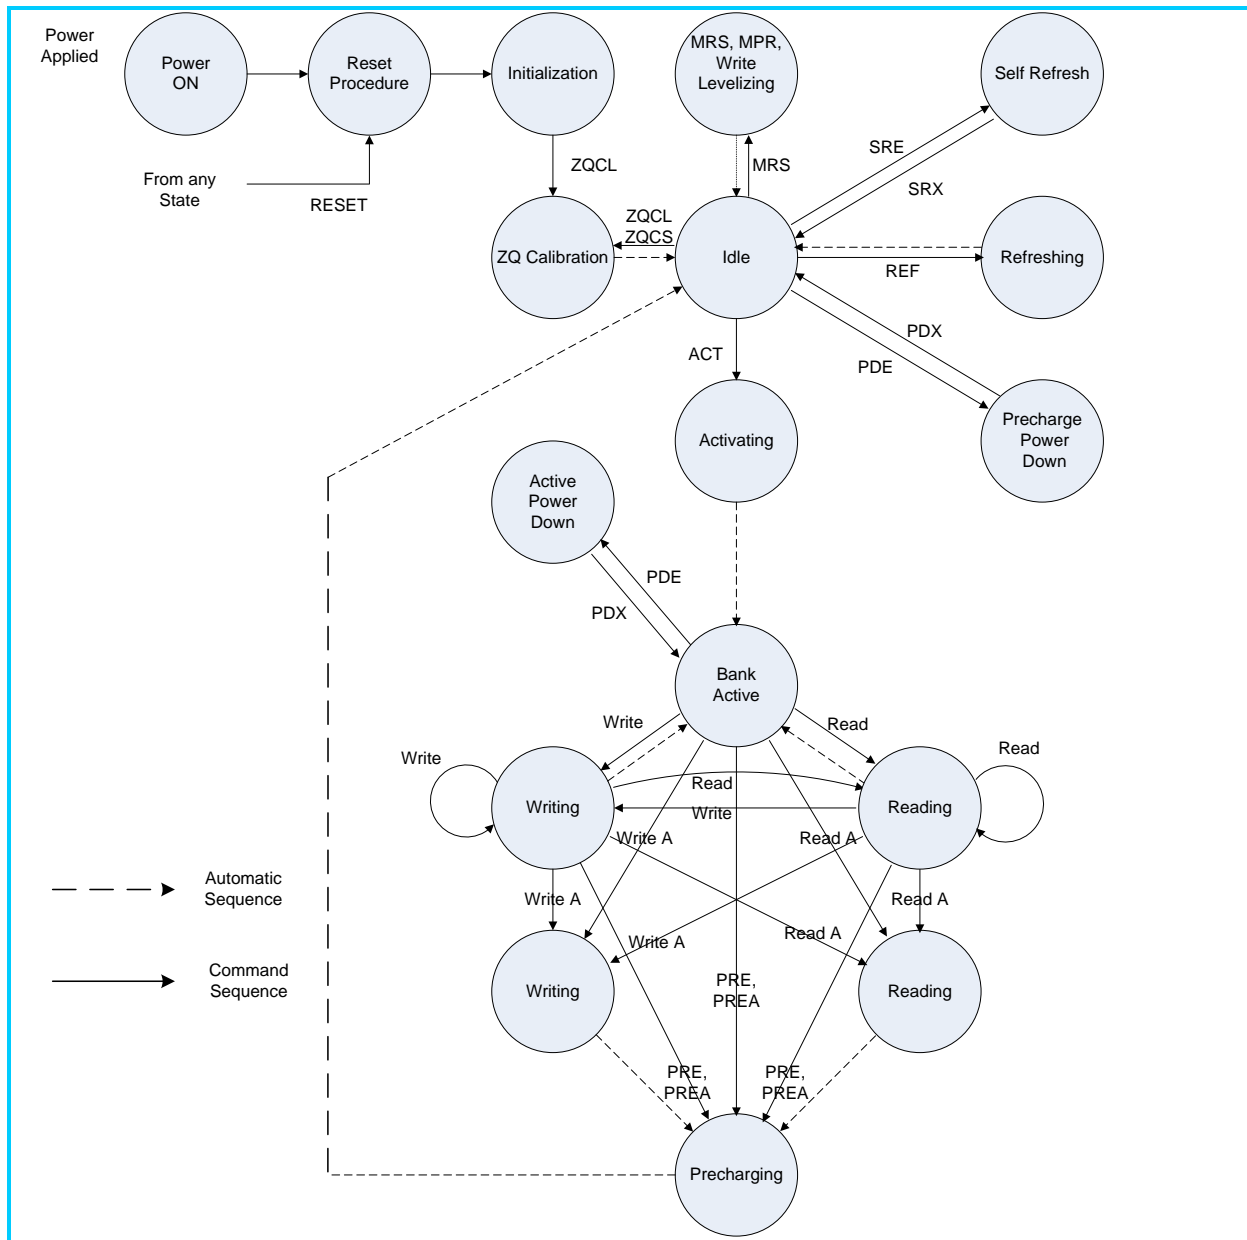 Power
Applied
Power
ON
Reset
Procedure
Initialization
MRS, MPR,
Write
Levelizing
Self Refresh
From any
State
RESET
ZQCL
MRS
SRE
SRX
ZQCL
ZQCS
ZQ Calibration
Idle
REF
Refreshing
ACT
PDX
PDE
Activating
Precharge
Power
Down
Active
Power
Down
PDE
PDX
Bank
Active
Write
Read
Write
Read
Writing
Read
Write
Reading
Write A
Read A
Automatic
Sequence
Write A
Read A
Write A
Read A
Command
Sequence
Writing
PRE,
PREA
Reading
PRE,
PREA
PRE,
PREA
Precharging